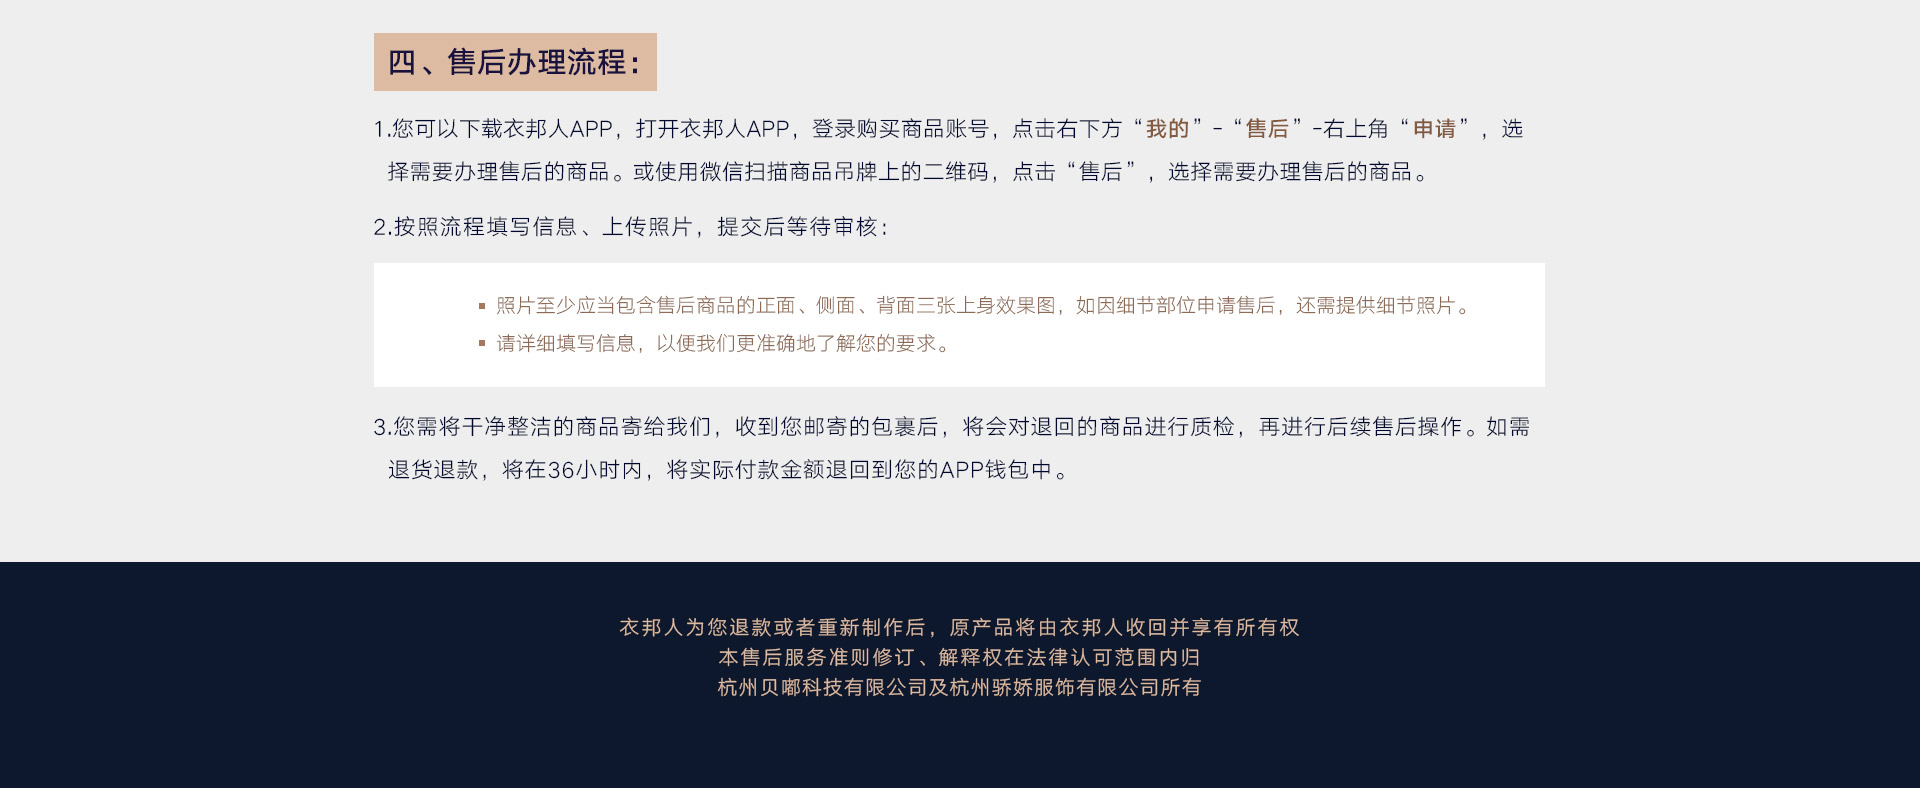 四、售后办理流程：
1.您可以下载衣邦人APP，打开衣邦人APP，登录购买商品账号，点击右下方“我的”-“售后”-右上角“申请”，选
择需要办理售后的商品。或使用微信扫描商品吊牌上的二维码，点击“售后”，选择需要办理售后的商品。
2.按照流程填写信息、上传照片，提交后等待审核：
▪ 照片至少应当包含售后商品的正面、侧面、背面三张上身效果图，如因细节部位申请售后，还需提供细节照片。
▪ 请详细填写信息，以便我们更准确地了解您的要求。
3.您需将干净整洁的商品寄给我们，收到您邮寄的包裹后，将会对退回的商品进行质检，再进行后续售后操作。如需
退货退款，将在36小时内，将实际付款金额退回到您的APP钱包中。
衣邦人为您退款或者重新制作后，原产品将由衣邦人收回并享有所有权
本售后服务准则修订、解释权在法律认可范围内归
杭州贝嘟科技有限公司及杭州骄娇服饰有限公司所有